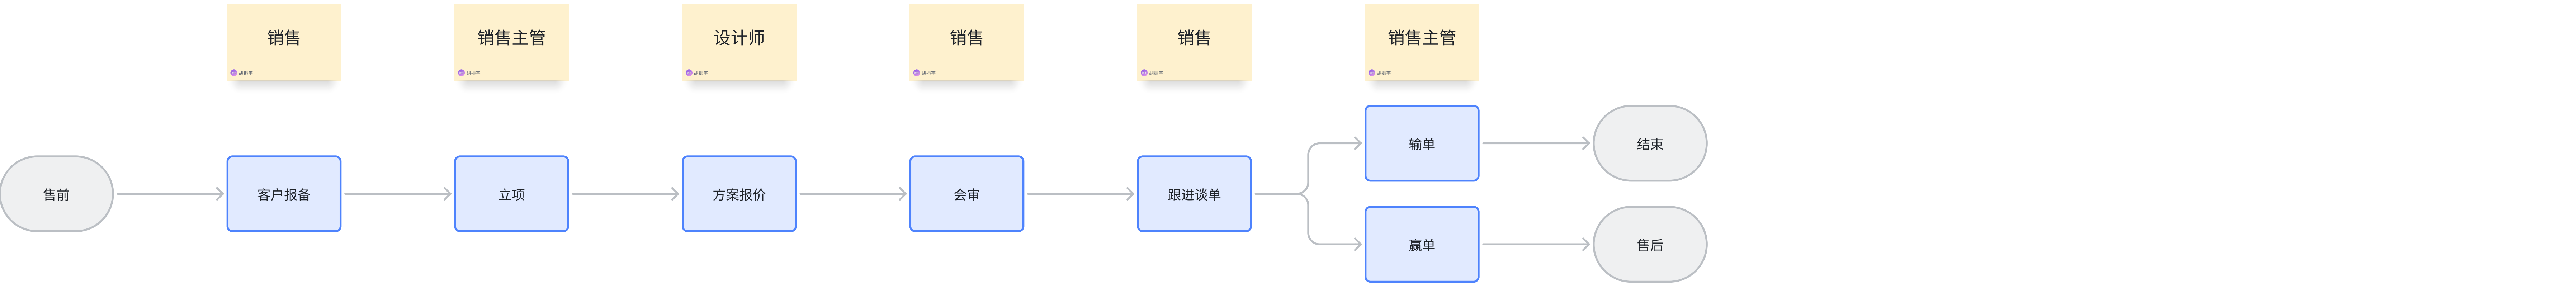 销售
销售主管
设计师
销售
销售
销售主管
售前
客户报备
立项
方案报价
会审
跟进谈单
输单
结束
赢单
售后